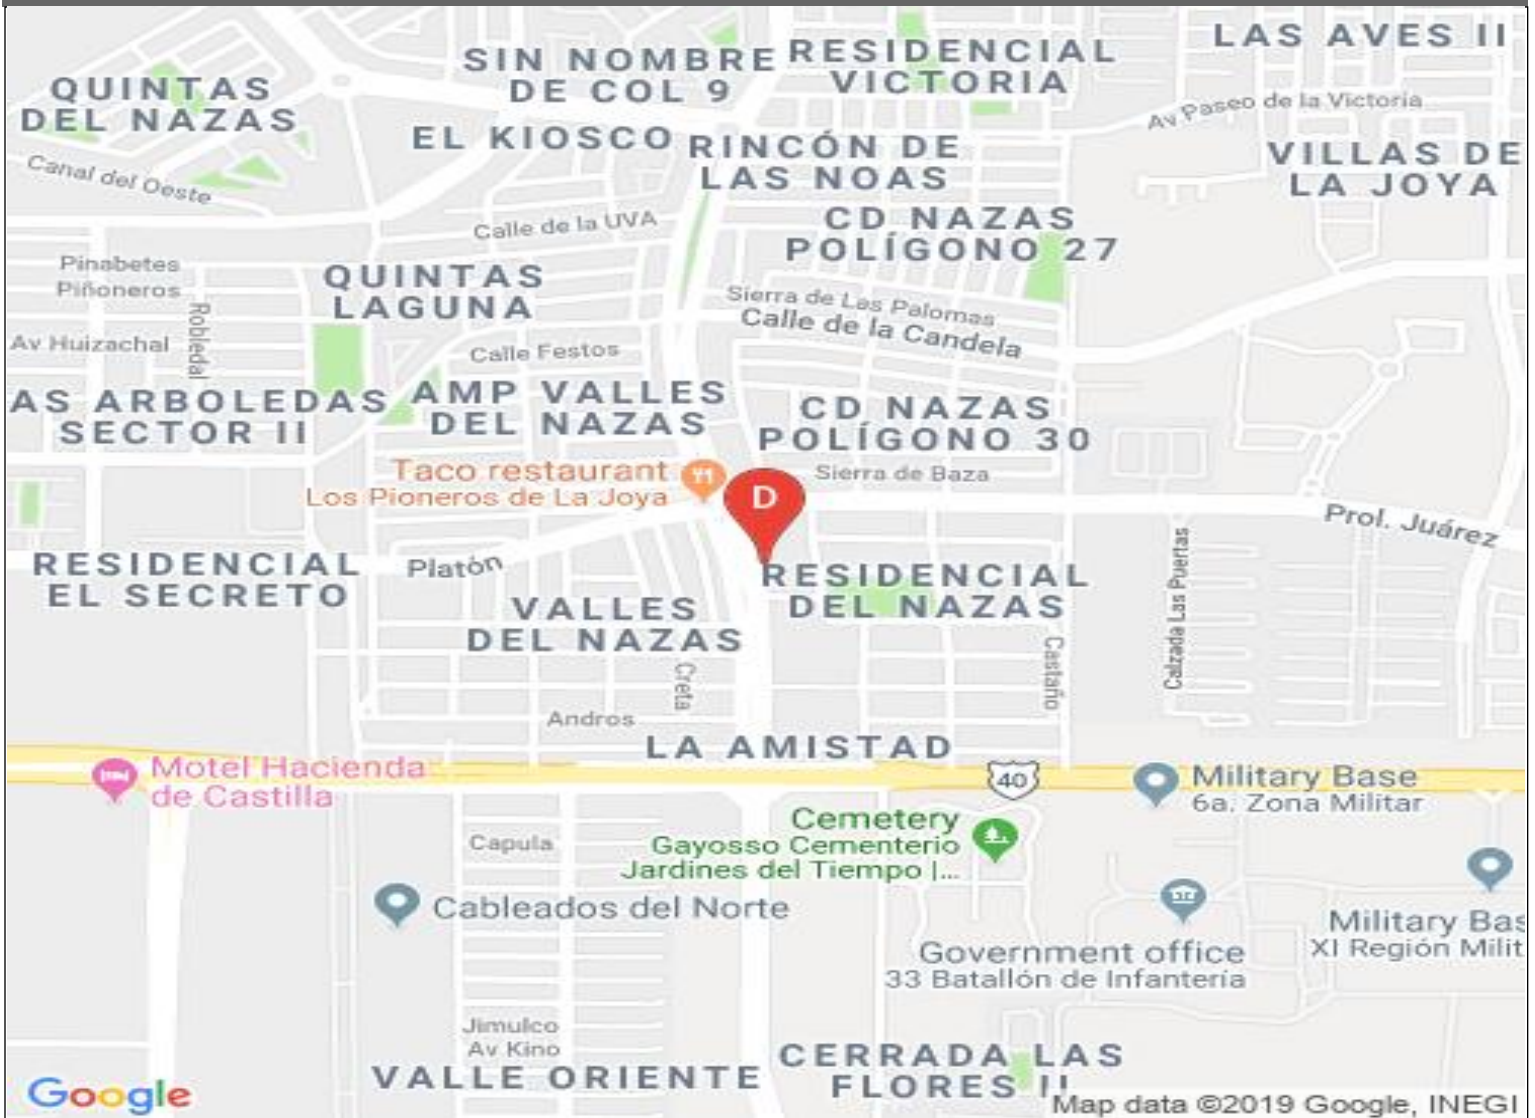 SIN NOMBRE
DE COL 9
RESIDENCIAL
VICTORIA
LAS AVES II
QUINTAS
DEL NAZAS
Av Paseo de la Victoria
EL KIOSCO
RINCÓN DE
LAS NOAS
VILLAS DE
LA JOYA
Canal del Oeste
Calle de la UVA
CD NAZAS
POLÍGONO 27
Pinabetes
Piñoneros
QUINTAS
LAGUNA
Sierra de Las Palomas
Calle de la Candela
Robledal
Av Huizachal
Calle Festos
AS ARBOLEDAS
SECTOR II
AMP VALLES
DEL NAZAS
CD NAZAS
POLÍGONO 30
Taco restaurant
Los Pioneros de La Joya
Sierra de Baza
D
Prol. Juárez
RESIDENCIAL
EL SECRETO
Platón
RESIDENCIAL
DEL NAZAS
Calzada Las Puertas
VALLES
DEL NAZAS
Creta
Castaño
Andros
LA AMISTAD
Motel Hacienda
de Castilla
40
Military Base
6a. Zona Militar
Cemetery
Gayosso Cementerio
Jardines del Tiempo |...
Capula
Cableados del Norte
Military Bas
XI Región Milit
Government office
33 Batallón de Infantería
Jimulco
Av Kino
VALLE ORIENTE
CERRADA LAS
FLORES II
Google
Map data ©2019 Google, INEGI